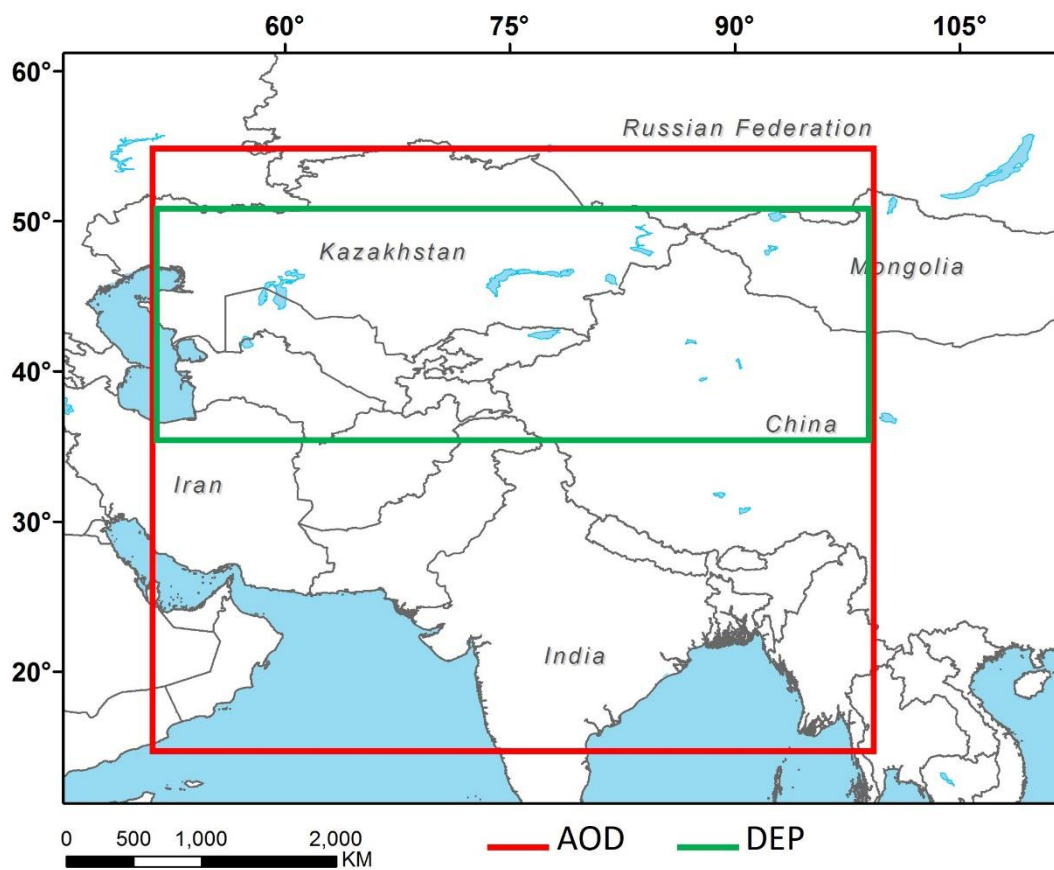 60° 75° 90° 105°
60°
Russian Federation
50°
Kazakhstan
Mongolia
40°
China
Iran
30°
India
20°
0 500 1,000 2,000
KM
AOD DEP